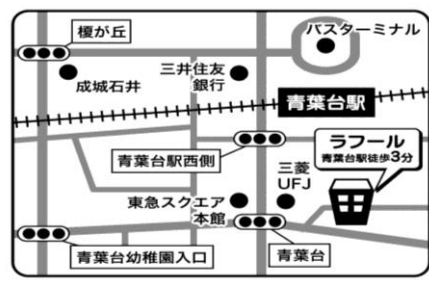 榎が丘
バスターミナル
成城石井
三井住友
銀行
青葉台駅
ラフール
青葉台駅徒歩3分
青葉台駅西側
三菱
UFJ
東急スクエア
本館
青葉台幼稚園入口
青葉台